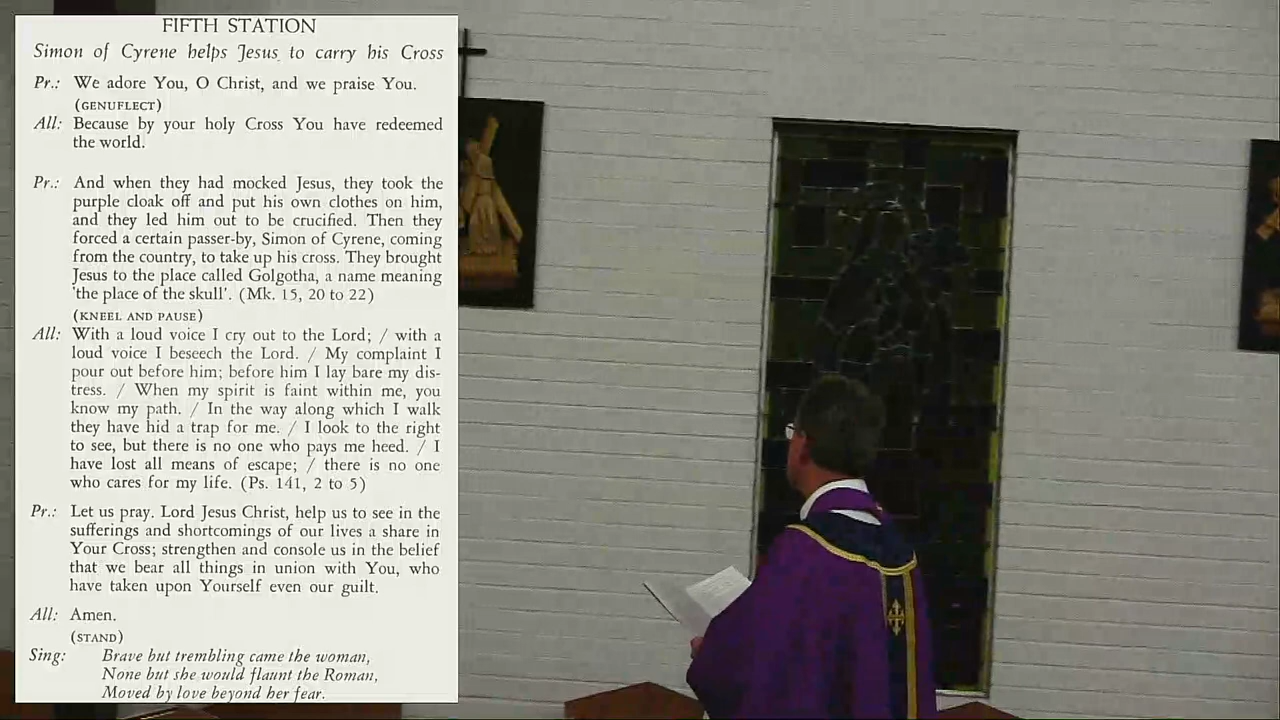 FIFTH STATION
Simon of Cyrene helps Jesus to carry his Cross
Pr.: We adore You, O Christ, and we praise You.
(GENUFLECT)
All: Because by your holy Cross You have redeemed
the world.
Pr.: And when they had mocked Jesus, they took the
purple cloak off and put his own clothes on him,
and they led him out to be crucified. Then they
forced a certain passer-by, Simon of Cyrene, coming
from the country, to take up his cross. They brought
Jesus to the place called Golgotha, a name meaning
'the place of the skull'. (Mk. 15, 20 to 22)
(KNEEL AND PAUSE)
All: With a loud voice I cry out to the Lord; / with a
loud voice I beseech the Lord. / My complaint I
pour out before him; before him I lay bare my dis-
tress. / When my spirit is faint within me, you
know my path. / In the way along which I walk
they have hid a trap for me. / I look to the right
to see, but there is no one who pays me heed. / I
have lost all means of escape; / there is no one
who cares for my life. (Ps. 141, 2 to 5)
Pr.: Let us pray. Lord Jesus Christ, help us to see in the
sufferings and shortcomings of our lives a share in
Your Cross; strengthen and console us in the belief
that we bear all things in union with You, who
have taken upon Yourself even our guilt.
All: Amen.
(STAND)
Sing: Brave but trembling came the woman,
None but she would flaunt the Roman,
Moved by love beyond her fear.